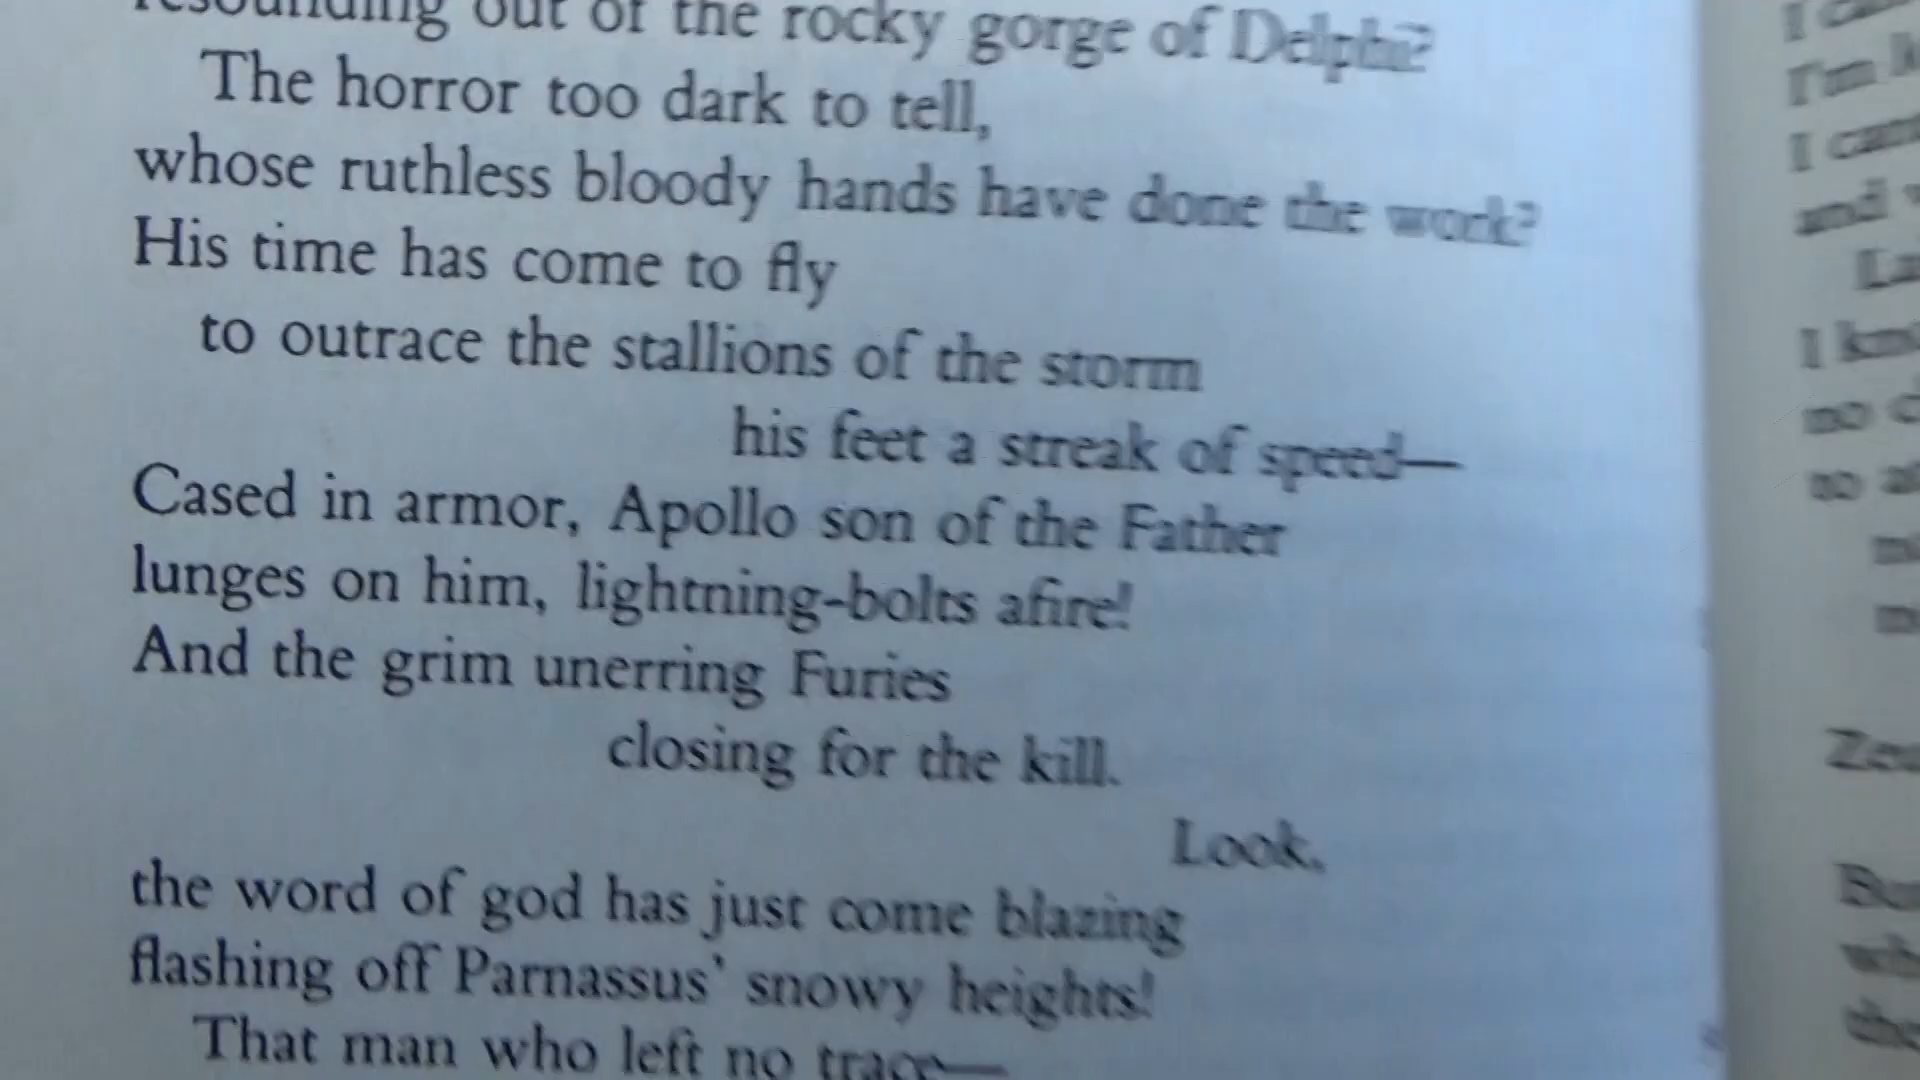 resounding out of the rocky gorge of Delphi?
The horror too dark to tell,
whose ruthless bloody hands have done the work?
His time has come to fly
to outrace the stallions of the storm
his feet a streak of speed—
Cased in armor, Apollo son of the Father
lunges on him, lightning-bolts afire!
And the grim unerring Furies
closing for the kill.
Look,
the word of god has just come blazing
flashing off Parnassus' snowy heights!
That man who left no trace—
I'm
I
and
I
no
so